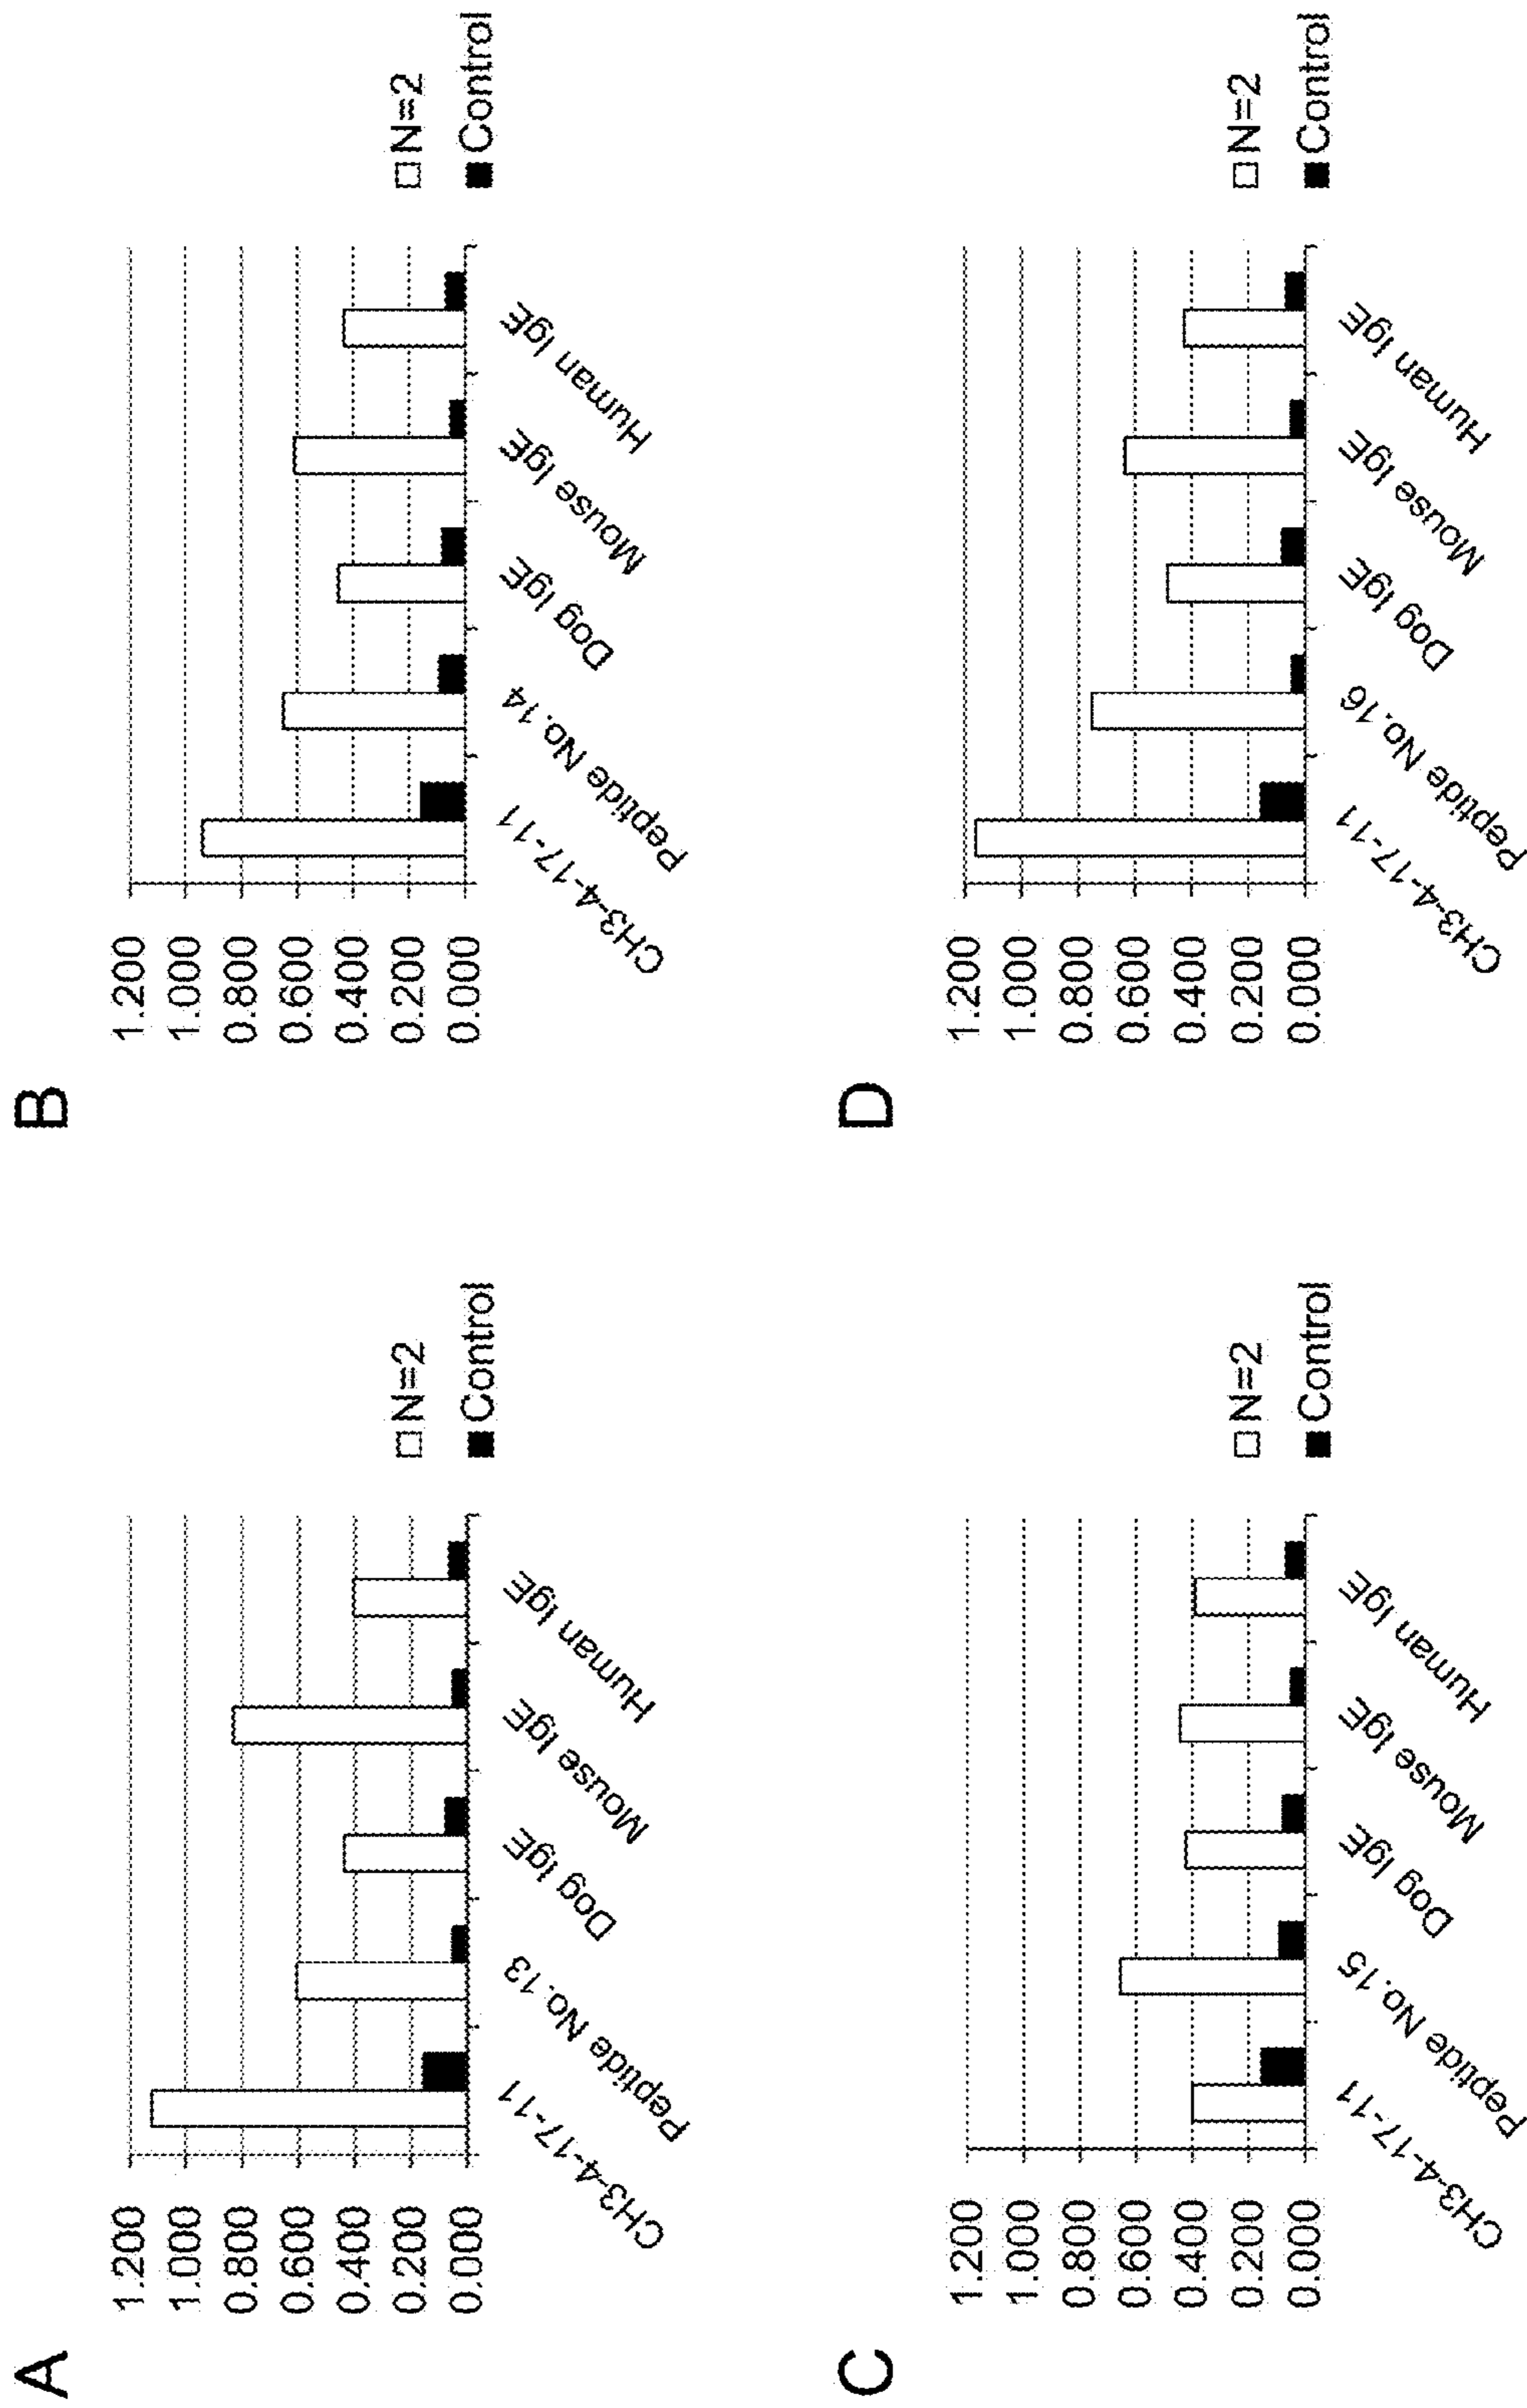 A
1.200
1.000
0.800
0.600
0.400
0.200
0.000
CH3-4-17-11
Peptide No.13
Dog IgE
Mouse IgE
Human IgE
N=2
Control
B
1.200
1.000
0.800
0.600
0.400
0.200
0.000
CH3-4-17-11
Peptide No.14
Dog IgE
Mouse IgE
Human IgE
N=2
Control
C
1.200
1.000
0.800
0.600
0.400
0.200
0.000
CH3-4-17-11
Peptide No.15
Dog IgE
Mouse IgE
Human IgE
N=2
Control
D
1.200
1.000
0.800
0.600
0.400
0.200
0.000
CH3-4-17-11
Peptide No.16
Dog IgE
Mouse IgE
Human IgE
N=2
Control